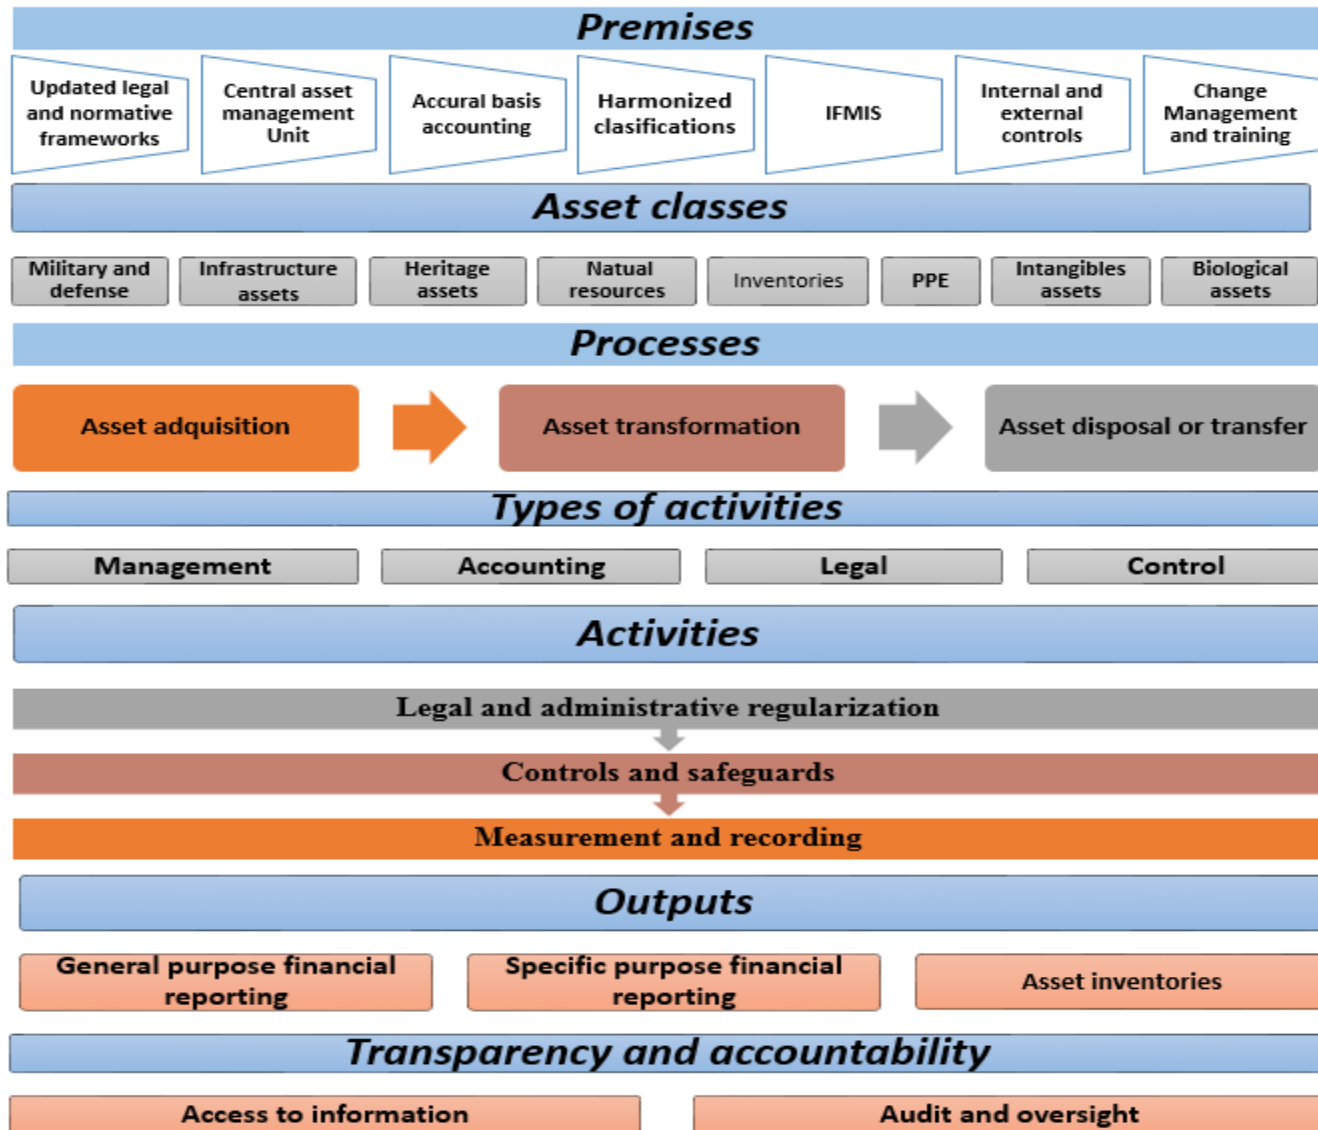 Premises
Updated legal
and normative
frameworks
Central asset
management
Unit
Accural basis
accounting
Harmonized
clasifications
IFMIS
Internal and
external
controls
Change
Management
and training
Asset classes
Military and
defense
Infrastructure
assets
Heritage
assets
Natual
resources
Inventories
PPE
Intangibles
assets
Biological
assets
Processes
Asset adquisition
Asset transformation
Asset disposal or transfer
Types of activities
Management
Accounting
Legal
Control
Activities
Legal and administrative regularization
Controls and safeguards
Measurement and recording
Outputs
General purpose financial
reporting
Specific purpose financial
reporting
Asset inventories
Transparency and accountability
Access to information
Audit and oversight